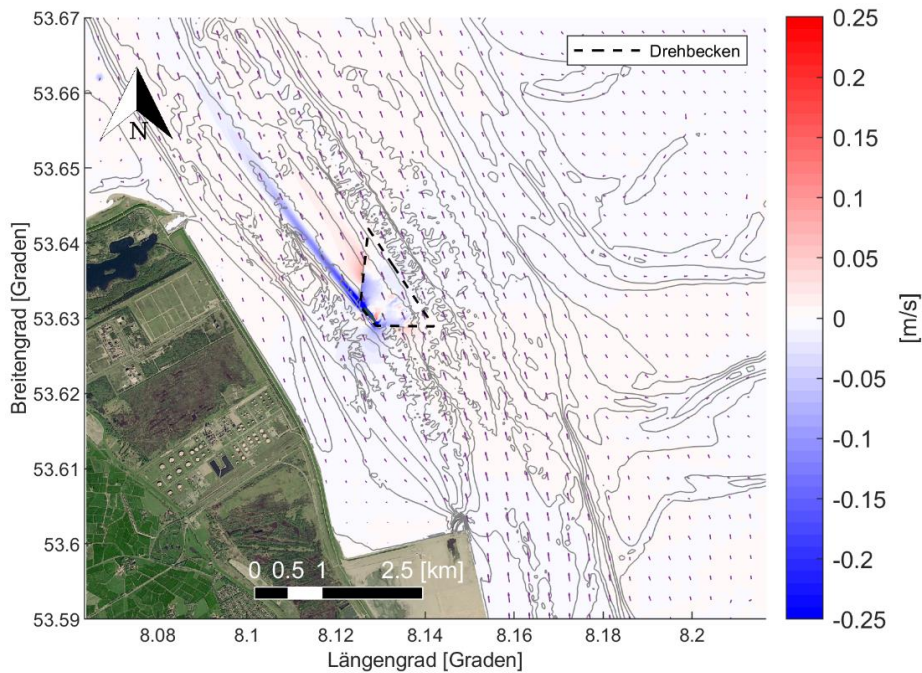 53.67
53.66
53.65
53.64
53.63
53.62
53.61
53.6
53.59
Breitengrad [Graden]
N
Drehbecken
0 0.5 1 2.5 [km]
8.08 8.1 8.12 8.14 8.16 8.18 8.2
Längengrad [Graden]
0.25
0.2
0.15
0.1
0.05
0
-0.05
-0.1
-0.15
-0.2
-0.25
[m/s]